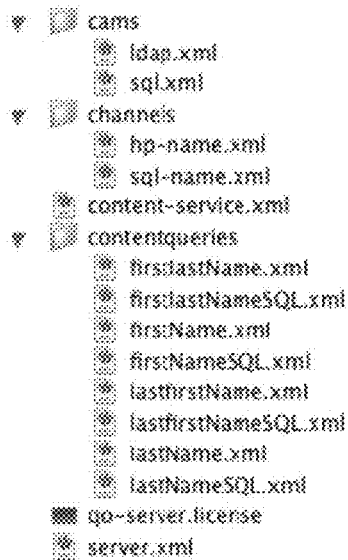 cams
ldap.xml
sql.xml
channels
hp-name.xml
sql-name.xml
content-service.xml
contentqueries
firstlastName.xml
firstlastNameSQL.xml
firstName.xml
firstNameSQL.xml
lastfirstName.xml
lastfirstNameSQL.xml
lastName.xml
lastNameSQL.xml
qo-server.license
server.xml